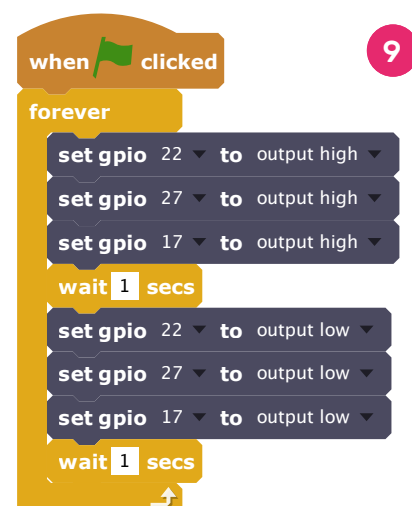 when clicked
9
forever
set gpio 22 to output high
set gpio 27 to output high
set gpio 17 to output high
wait 1 secs
set gpio 22 to output low
set gpio 27 to output low
set gpio 17 to output low
wait 1 secs